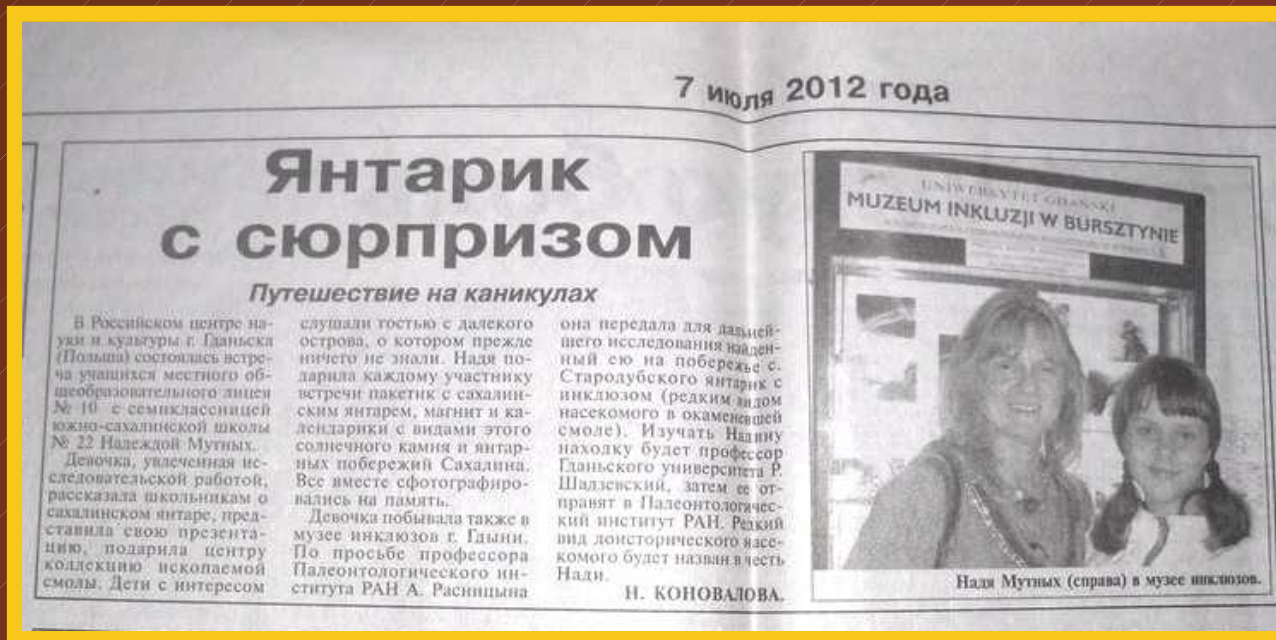 7 июля 2012 года
Янтарик
с сюрпризом
Путешествие на каникулах
В Российском центре на-
уки и культуры г. Гданьска
(Польша) состоялась встре-
ча учащихся местного об-
щеобразовательного лицея
№ 10 с семиклассницей
южно-сахалинской школы
№ 22 Надеждой Мутных.
Девочка, увлеченная ис-
следовательской работой,
рассказала школьникам о
сахалинском янтаре, пред-
ставила свою презента-
цию, подарила центру
коллекцию ископаемой
смолы. Дети с интересом
слушали гостью с далекого
острова, о котором прежде
ничего не знали. Надя по-
дарила каждому участнику
встречи пакетик с сахалин-
ским янтарем, магнит и ка-
лендарики с видами этого
солнечного камня и янтар-
ных побережий Сахалина.
Все вместе сфотографиро-
вались на память.
Девочка побывала также в
музее инклюзов г. Гдыни.
По просьбе профессора
Палеонтологического ин-
ститута РАН А. Расницына
она передала для дальней-
шего исследования найден-
ный ею на побережье с.
Стародубского янтарик с
инклюзом (редким видом
насекомого в окаменевшей
смоле). Изучать Надину
находку будет профессор
Гданьского университета Р.
Шадзевский, затем ее от-
правят в Палеонтологичес-
кий институт РАН. Редкий
вид доисторического насе-
комого будет назван в честь
Нади.
Н. КОНОВАЛОВА.
UNIWERSYTET GDAŃSKI
MUZEUM INKLUZJI W BURSZTYNIE
Надя Мутных (справа) в музее инклюзов.